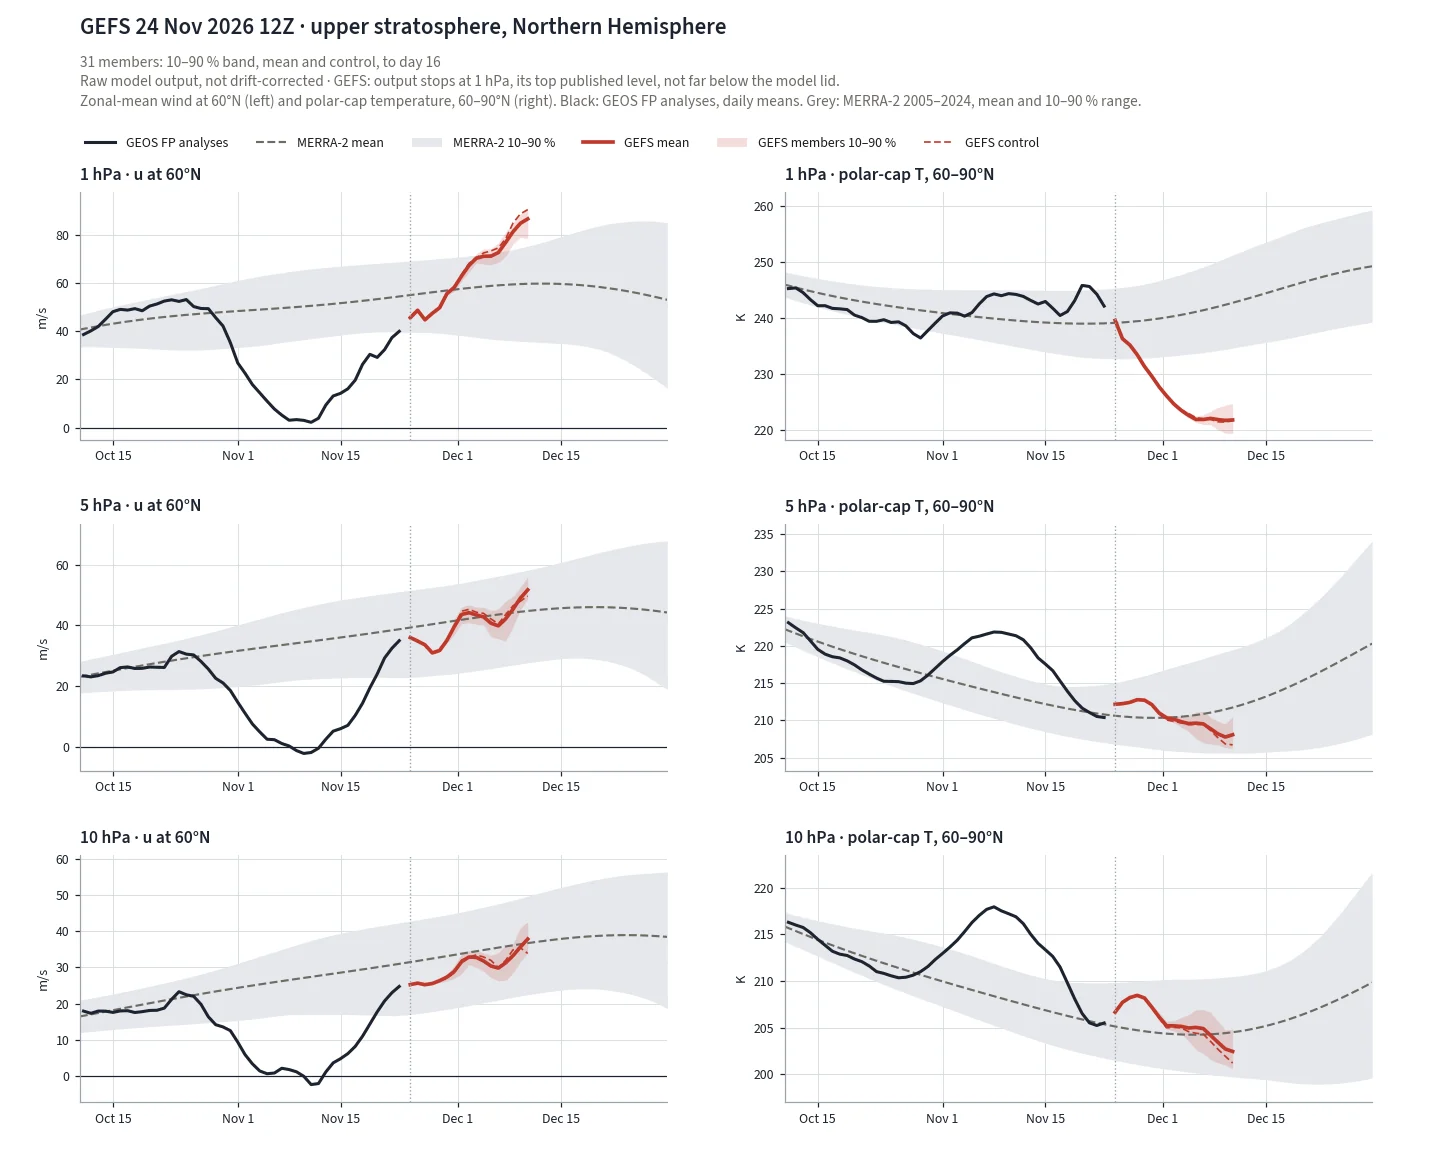 GEFS 24 Nov 2026 12Z · upper stratosphere, Northern Hemisphere
31 members: 10–90 % band, mean and control, to day 16
Raw model output, not drift-corrected · GEFS: output stops at 1 hPa, its top published level, not far below the model lid.
Zonal-mean wind at 60°N (left) and polar-cap temperature, 60–90°N (right). Black: GEOS FP analyses, daily means. Grey: MERRA-2 2005–2024, mean and 10–90 % range.
GEOS FP analyses MERRA-2 mean MERRA-2 10–90 % GEFS mean GEFS members 10–90 % GEFS control
1 hPa · u at 60°N
80
60
40
20
0
m/s
Oct 15 Nov 1 Nov 15 Dec 1 Dec 15
1 hPa · polar-cap T, 60–90°N
260
250
240
230
220
K
Oct 15 Nov 1 Nov 15 Dec 1 Dec 15
5 hPa · u at 60°N
60
40
20
0
m/s
Oct 15 Nov 1 Nov 15 Dec 1 Dec 15
5 hPa · polar-cap T, 60–90°N
235
230
225
220
215
210
205
K
Oct 15 Nov 1 Nov 15 Dec 1 Dec 15
10 hPa · u at 60°N
60
50
40
30
20
10
0
m/s
Oct 15 Nov 1 Nov 15 Dec 1 Dec 15
10 hPa · polar-cap T, 60–90°N
220
215
210
205
200
K
Oct 15 Nov 1 Nov 15 Dec 1 Dec 15